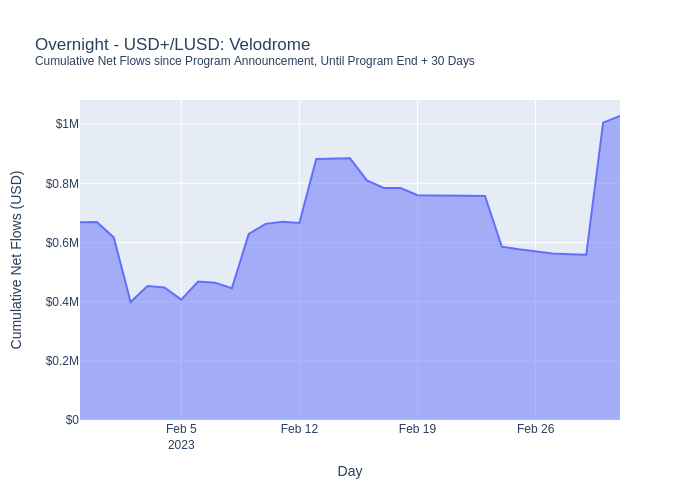 Overnight - USD+/LUSD: Velodrome
Cumulative Net Flows since Program Announcement, Until Program End + 30 Days
Cumulative Net Flows (USD)
$1M
$0.8M
$0.6M
$0.4M
$0.2M
$0
Feb 5
2023
Feb 12
Feb 19
Feb 26
Day